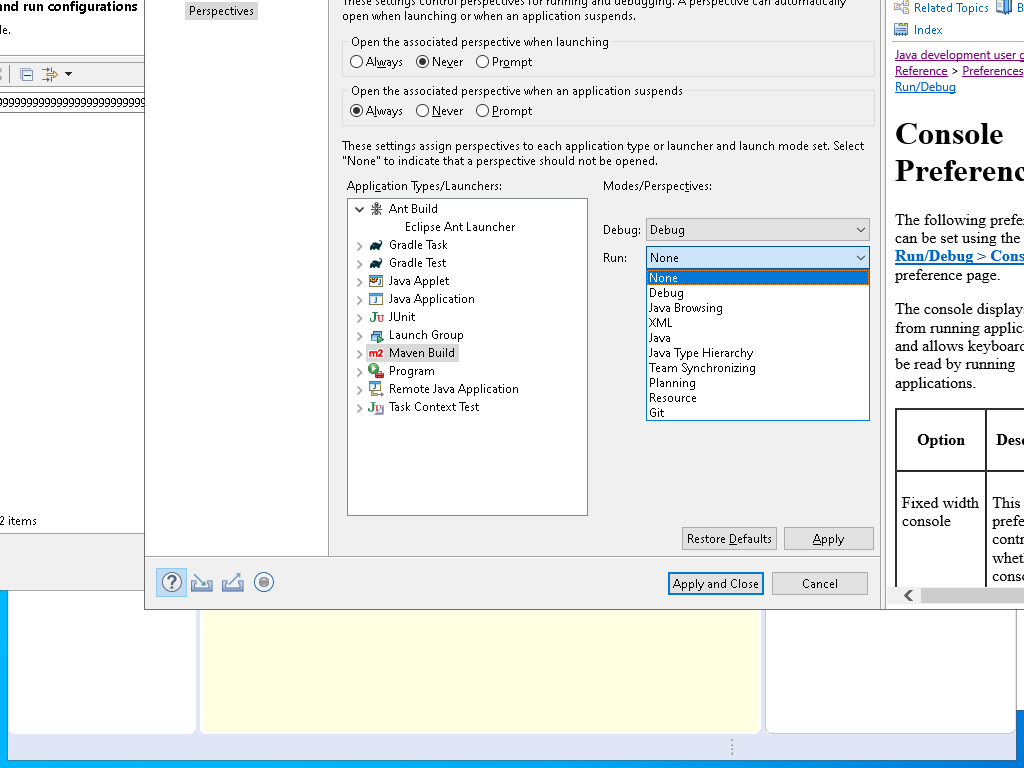 and run configurations
le.
999999999999999999999999
2 items
Perspectives
These settings control perspectives for running and debugging. A perspective can automatically
open when launching or when an application suspends.
Open the associated perspective when launching
Always
Never
Prompt
Open the associated perspective when an application suspends
Always
Never
Prompt
These settings assign perspectives to each application type or launcher and launch mode set. Select
"None" to indicate that a perspective should not be opened.
Application Types/Launchers:
Modes/Perspectives:
Ant Build
Eclipse Ant Launcher
Gradle Task
Gradle Test
Java Applet
Java Application
JUnit
Launch Group
Maven Build
Program
Remote Java Application
Task Context Test
Debug: Debug
Run: None
None
Debug
Java Browsing
XML
Java
Java Type Hierarchy
Team Synchronizing
Planning
Resource
Git
Restore Defaults
Apply
Apply and Close
Cancel
Related Topics
B
Index
Java development user g
Reference > Preferences
Run/Debug
Console
Preferenc
The following prefe
can be set using the
Run/Debug > Cons
preference page.
The console display
from running applic
and allows keyboard
be read by running
applications.
Option
Des
Fixed width
console
This
prefe
contr
whet
conso